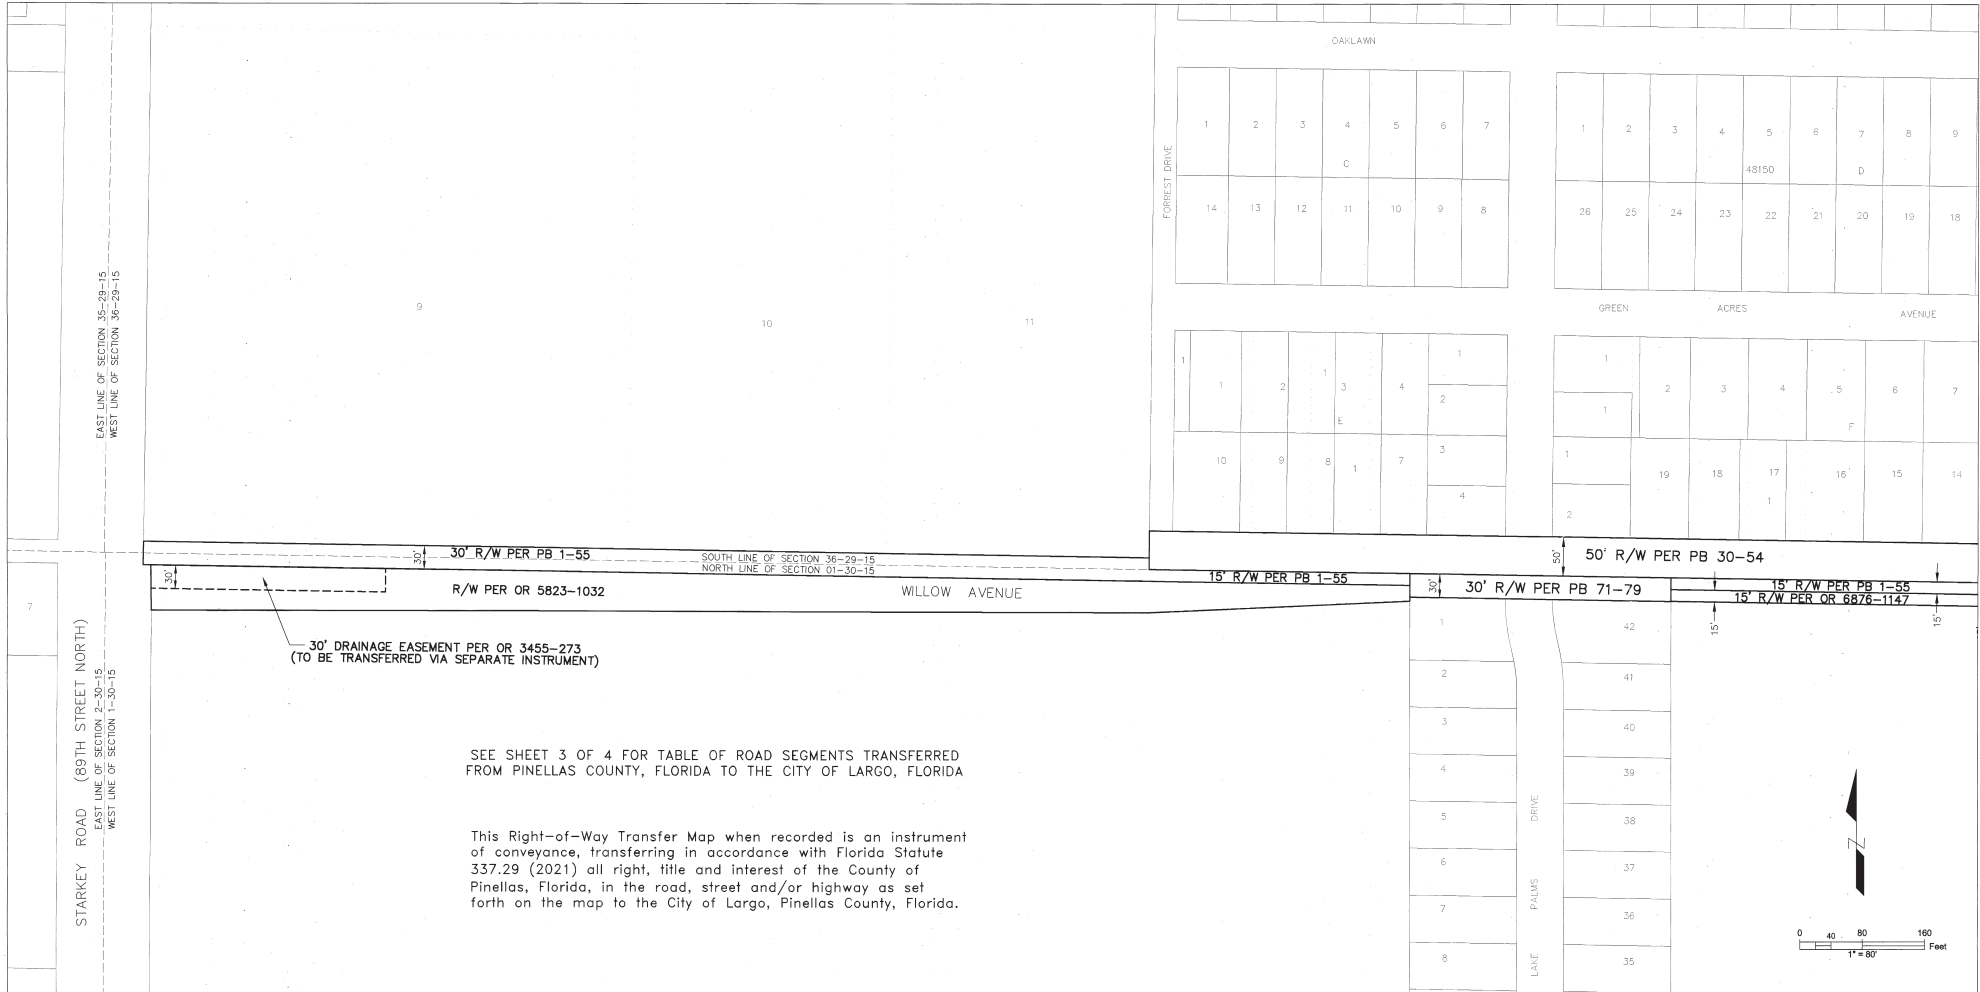 OAKLAWN
1 2 3 4 5 6 7
C
14 13 12 11 10 9 8
FORREST DRIVE
1 2 3 4 5 6 7 8 9
48150 D
26 25 24 23 22 21 20 19 18
GREEN ACRES AVENUE
9 10 11
EAST LINE OF SECTION 35-29-15
WEST LINE OF SECTION 36-29-15
1 1 2 1 3 4
E
10 9 8 1 7
1
2
3
4
1 2 3 4 5 6 7
1
F
1 19 18 17 16 15 14
1
2
30'
30' R/W PER PB 1-55
SOUTH LINE OF SECTION 36-29-15
NORTH LINE OF SECTION 01-30-15
50'
50' R/W PER PB 30-54
15' R/W PER PB 1-55
30'
30' R/W PER PB 71-79
15' R/W PER PB 1-55
15' R/W PER OR 6876-1147
15'
15'
30'
R/W PER OR 5823-1032
WILLOW AVENUE
30' DRAINAGE EASEMENT PER OR 3455-273
(TO BE TRANSFERRED VIA SEPARATE INSTRUMENT)
7
STARKEY ROAD (89TH STREET NORTH)
EAST LINE OF SECTION 2-30-15
WEST LINE OF SECTION 1-30-15
SEE SHEET 3 OF 4 FOR TABLE OF ROAD SEGMENTS TRANSFERRED
FROM PINELLAS COUNTY, FLORIDA TO THE CITY OF LARGO, FLORIDA
This Right-of-Way Transfer Map when recorded is an instrument
of conveyance, transferring in accordance with Florida Statute
337.29 (2021) all right, title and interest of the County of
Pinellas, Florida, in the road, street and/or highway as set
forth on the map to the City of Largo, Pinellas County, Florida.
1
2
3
4
5
6
7
8
LAKE PALMS DRIVE
42
41
40
39
38
37
36
35
N
0 40 80 160
Feet
1" = 80'